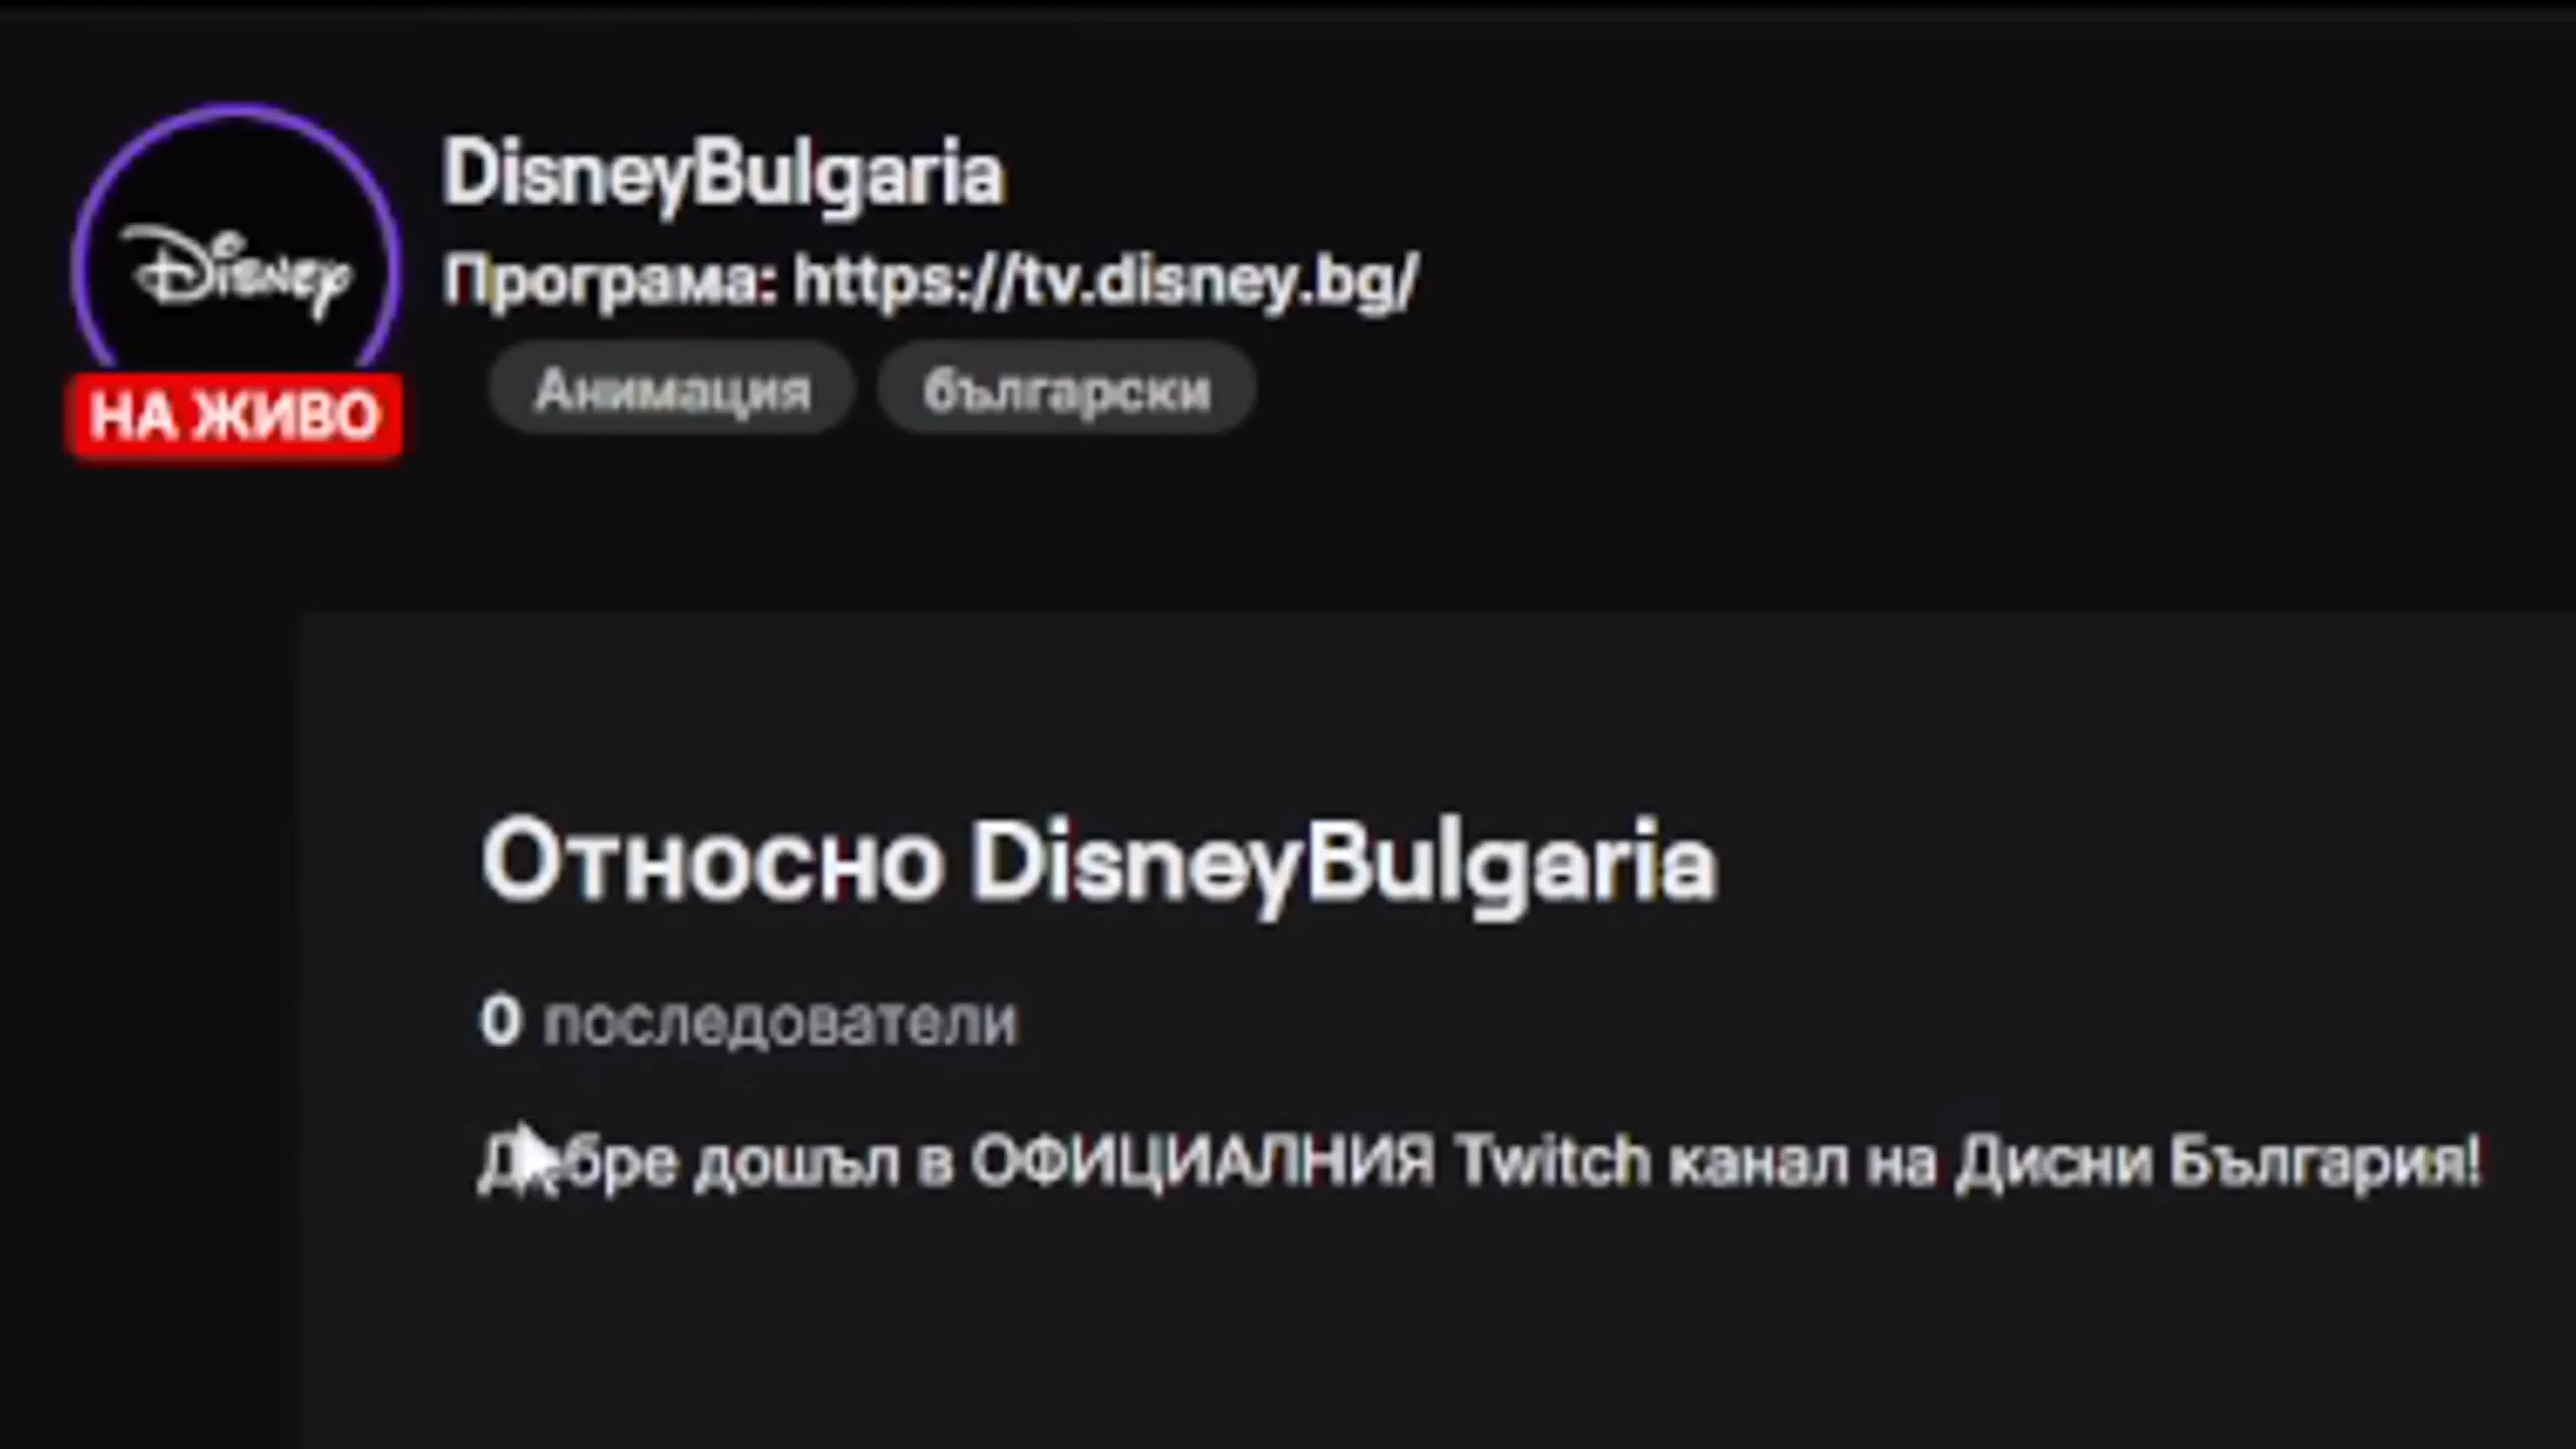 DisneyBulgaria
Програма: https://tv.disney.bg/
Disney
Анимация български
НА ЖИВО
Относно DisneyBulgaria
0 последователи
Добре дошъл в ОФИЦИАЛНИЯ Twitch канал на Дисни България!